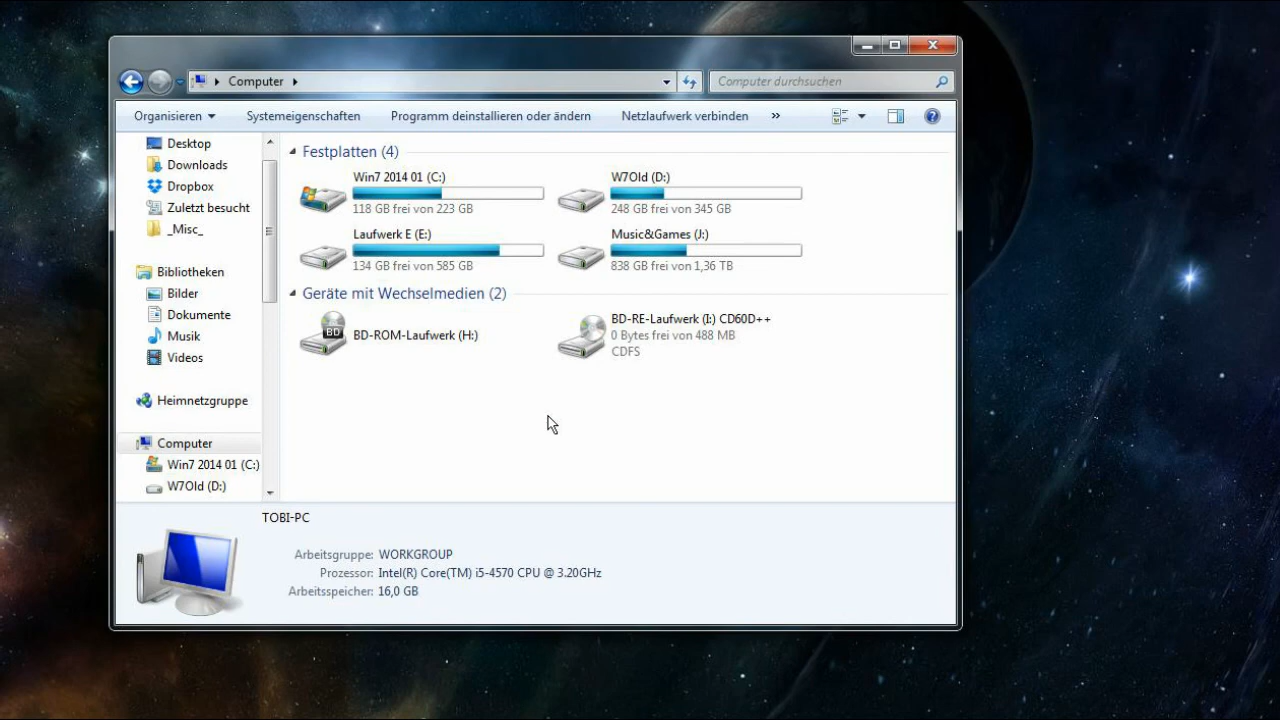 Computer
Computer durchsuchen
Organisieren
Systemeigenschaften
Programm deinstallieren oder ändern
Netzlaufwerk verbinden
»
Desktop
Downloads
Dropbox
Zuletzt besucht
_Misc_
Bibliotheken
Bilder
Dokumente
Musik
Videos
Heimnetzgruppe
Computer
Win7 2014 01 (C:)
W7Old (D:)
Festplatten (4)
Win7 2014 01 (C:)
118 GB frei von 223 GB
W7Old (D:)
248 GB frei von 345 GB
Laufwerk E (E:)
134 GB frei von 585 GB
Music&Games (J:)
838 GB frei von 1,36 TB
Geräte mit Wechselmedien (2)
BD
BD-ROM-Laufwerk (H:)
BD-RE-Laufwerk (I:) CD60D++
0 Bytes frei von 488 MB
CDFS
TOBI-PC
Arbeitsgruppe: WORKGROUP
Prozessor: Intel(R) Core(TM) i5-4570 CPU @ 3.20GHz
Arbeitsspeicher: 16,0 GB